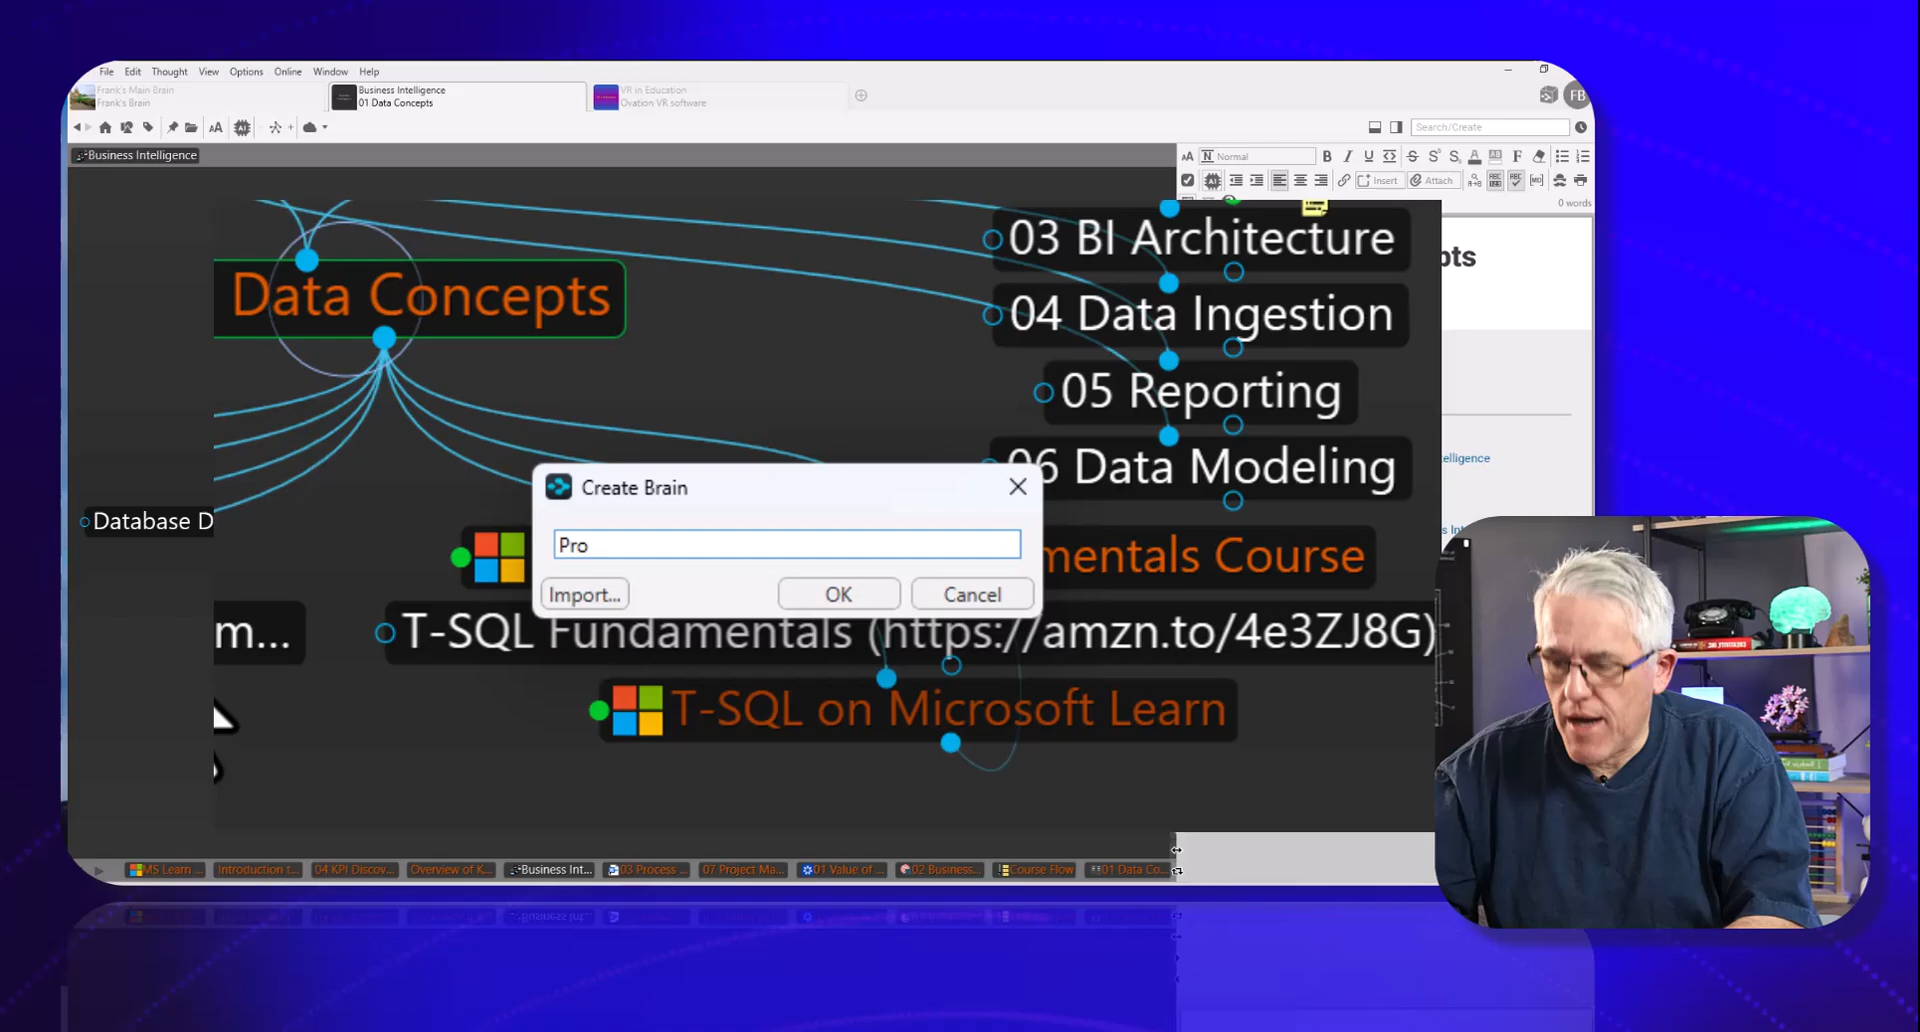 File Edit Thought View Options Online Window Help
Frank's Main Brain
Frank's Brain
Business Intelligence
01 Data Concepts
VR in Education
Ovation VR software
FB
Search/Create
Business Intelligence
Normal
Insert
Attach
0 words
03 BI Architecture
pts
Data Concepts
04 Data Ingestion
05 Reporting
elligence
06 Data Modeling
Create Brain
Database D
Pro
mentals Course
Import...
OK
Cancel
m...
T-SQL Fundamentals (https://amzn.to/4e3ZJ8G)
T-SQL on Microsoft Learn
MS Learn ...
Introduction t...
04 KPI Discov...
Overview of K...
Business Int...
03 Process ...
07 Project Ma...
01 Value of ...
02 Business...
Course Flow
01 Data Co...